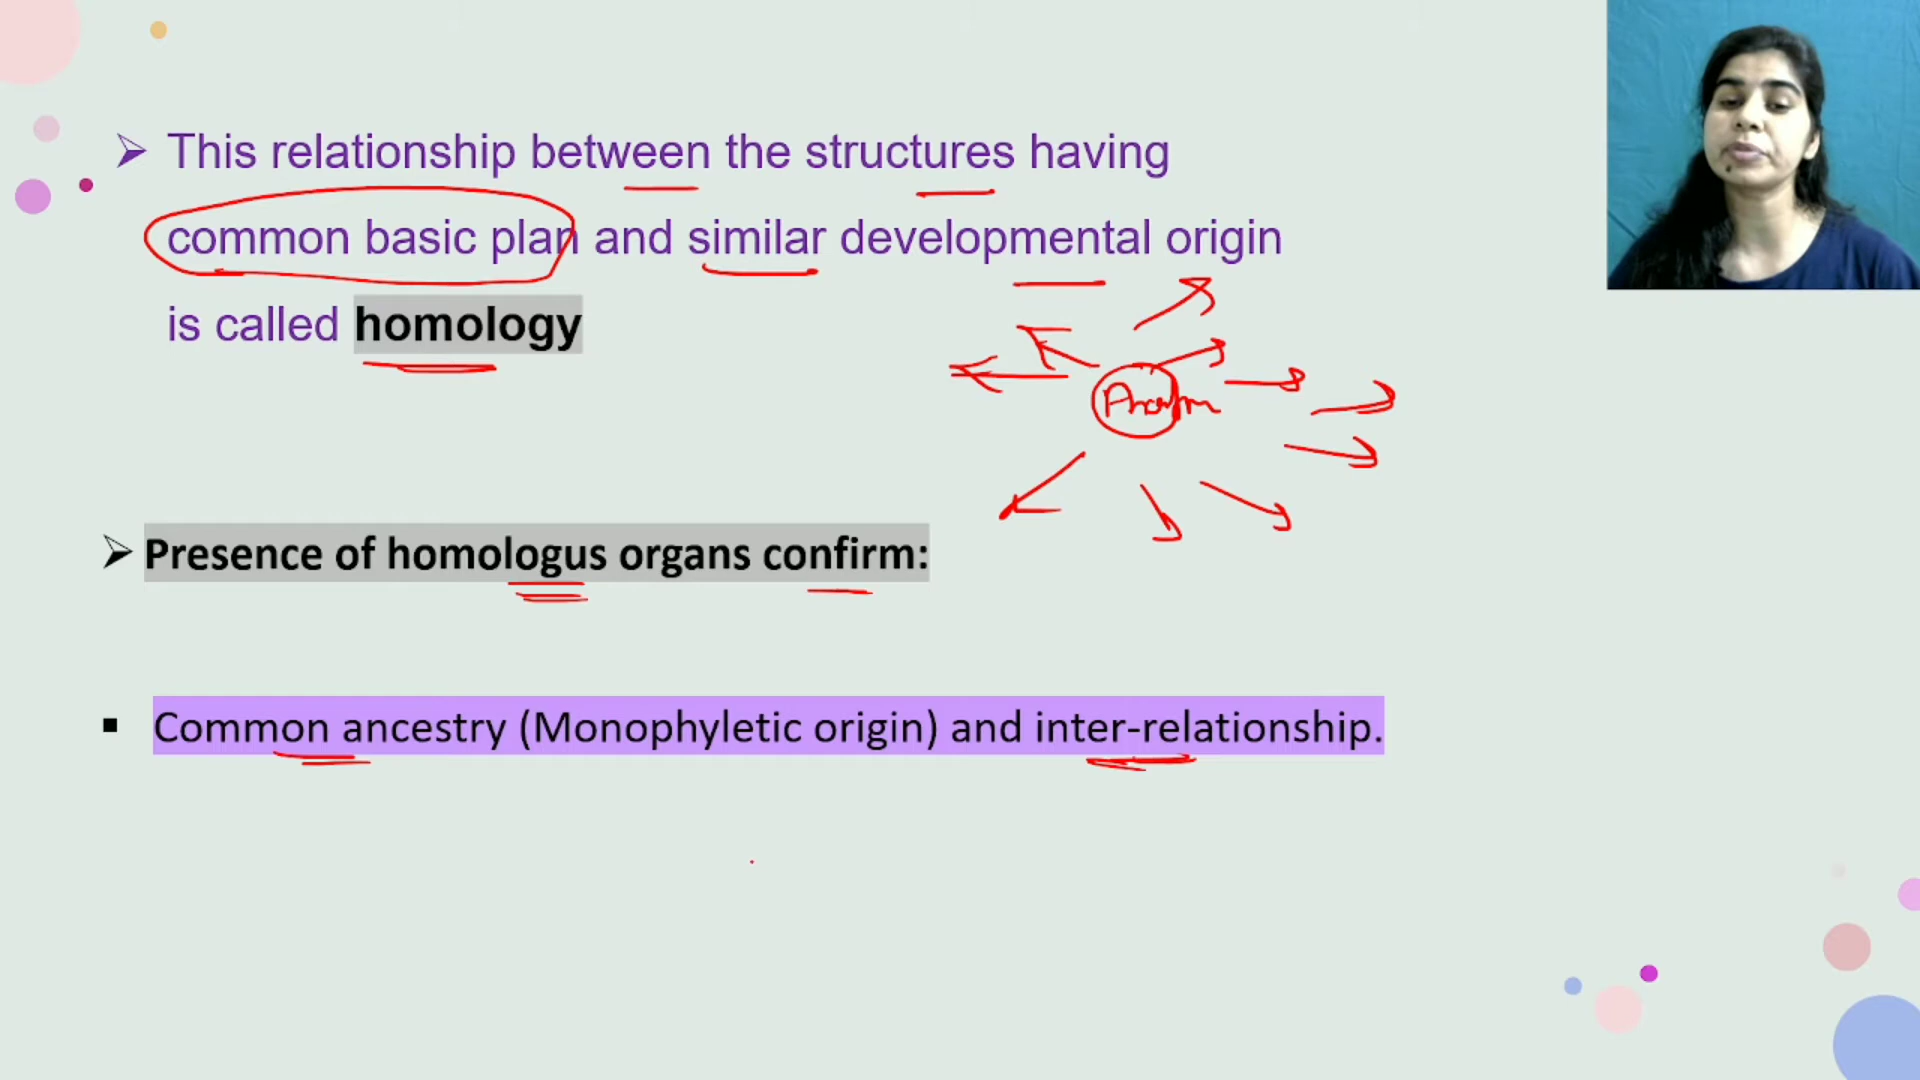 ➢ This relationship between the structures having
common basic plan and similar developmental origin
is called homology
➢ Presence of homologus organs confirm:
▪ Common ancestry (Monophyletic origin) and inter-relationship.